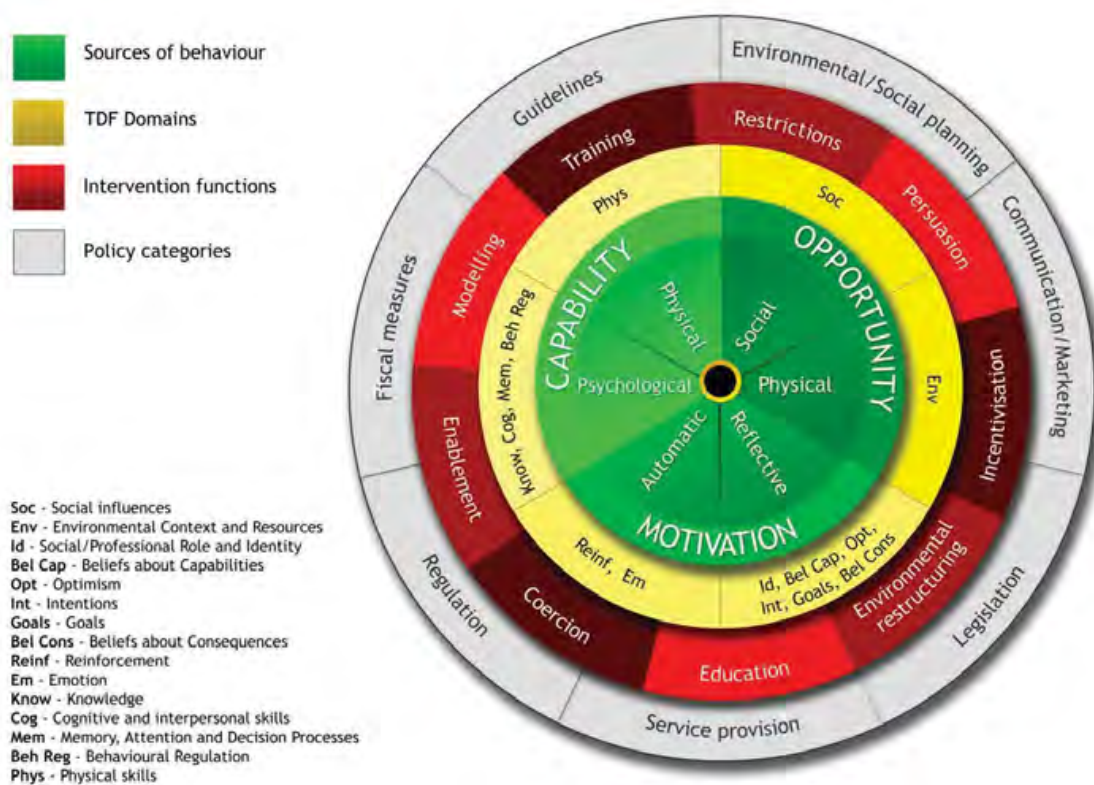 Sources of behaviour
TDF Domains
Intervention functions
Policy categories
Guidelines
Environmental/Social planning
Communication/Marketing
Legislation
Service provision
Regulation
Fiscal measures
Training
Restrictions
Persuasion
Incentivisation
Environmental
restructuring
Education
Coercion
Enablement
Modelling
Phys
Soc
Env
Id, Bel Cap, Opt,
Int, Goals, Bel Cons
Reinf, Em
Know, Cog, Mem, Beh Reg
CAPABILITY
OPPORTUNITY
MOTIVATION
Physical
Social
Physical
Reflective
Automatic
Psychological
Soc - Social influences
Env - Environmental Context and Resources
Id - Social/Professional Role and Identity
Bel Cap - Beliefs about Capabilities
Opt - Optimism
Int - Intentions
Goals - Goals
Bel Cons - Beliefs about Consequences
Reinf - Reinforcement
Em - Emotion
Know - Knowledge
Cog - Cognitive and interpersonal skills
Mem - Memory, Attention and Decision Processes
Beh Reg - Behavioural Regulation
Phys - Physical skills